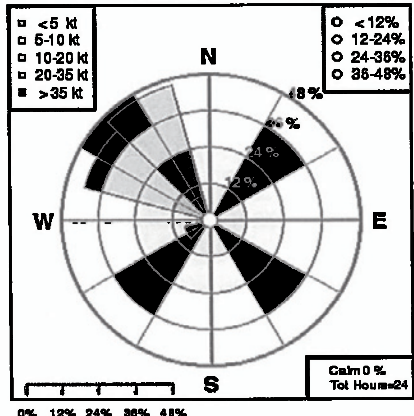 <5 kt
5-10 kt
10-20 kt
20-35 kt
>35 kt
<12%
12-24%
24-36%
36-48%
N
48%
36%
24%
12%
W
E
S
Calm 0 %
Tot Hours=24
0% 12% 24% 36% 48%